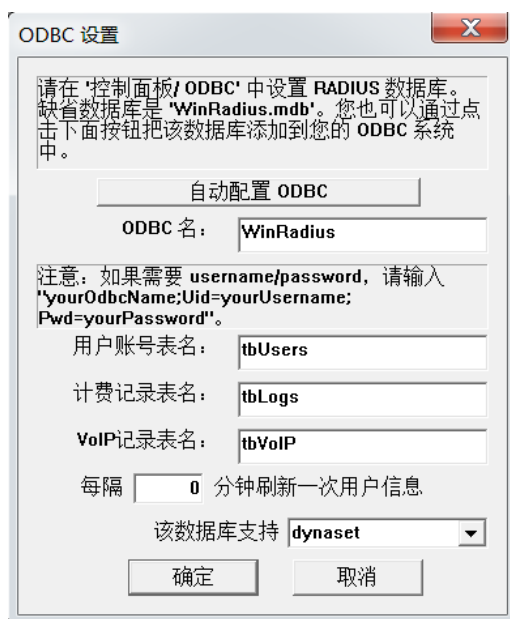 ODBC 设置
X
请在 '控制面板/ ODBC' 中设置 RADIUS 数据库。
缺省数据库是 'WinRadius.mdb'。您也可以通过点
击下面按钮把该数据库添加到您的 ODBC 系统
中。
自动配置 ODBC
ODBC 名： WinRadius
注意：如果需要 username/password，请输入
"yourOdbcName;Uid=yourUsername;
Pwd=yourPassword"。
用户账号表名： tbUsers
计费记录表名： tbLogs
VoIP记录表名： tbVoIP
每隔 0 分钟刷新一次用户信息
该数据库支持 dynaset
确定 取消